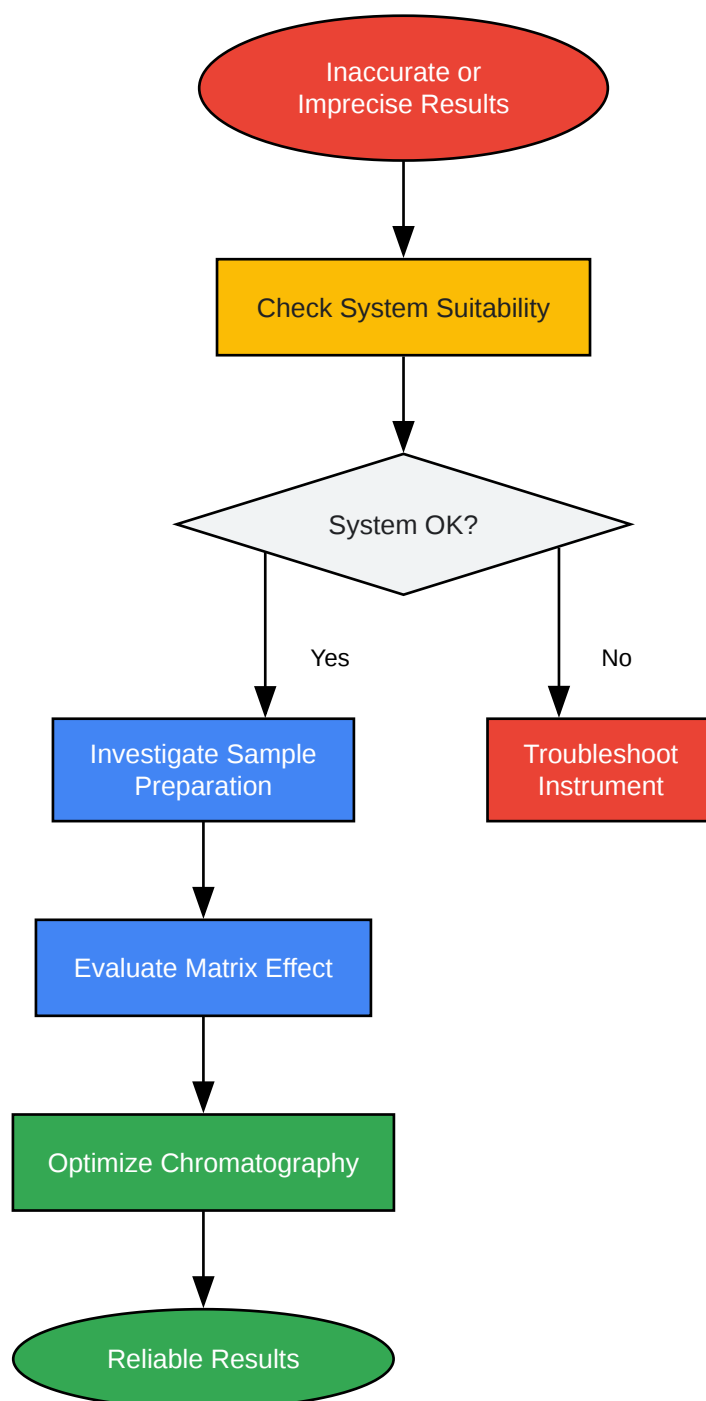 Inaccurate or
Imprecise Results
Check System Suitability
System OK?
Yes
No
Investigate Sample
Preparation
Troubleshoot
Instrument
Evaluate Matrix Effect
Optimize Chromatography
Reliable Results